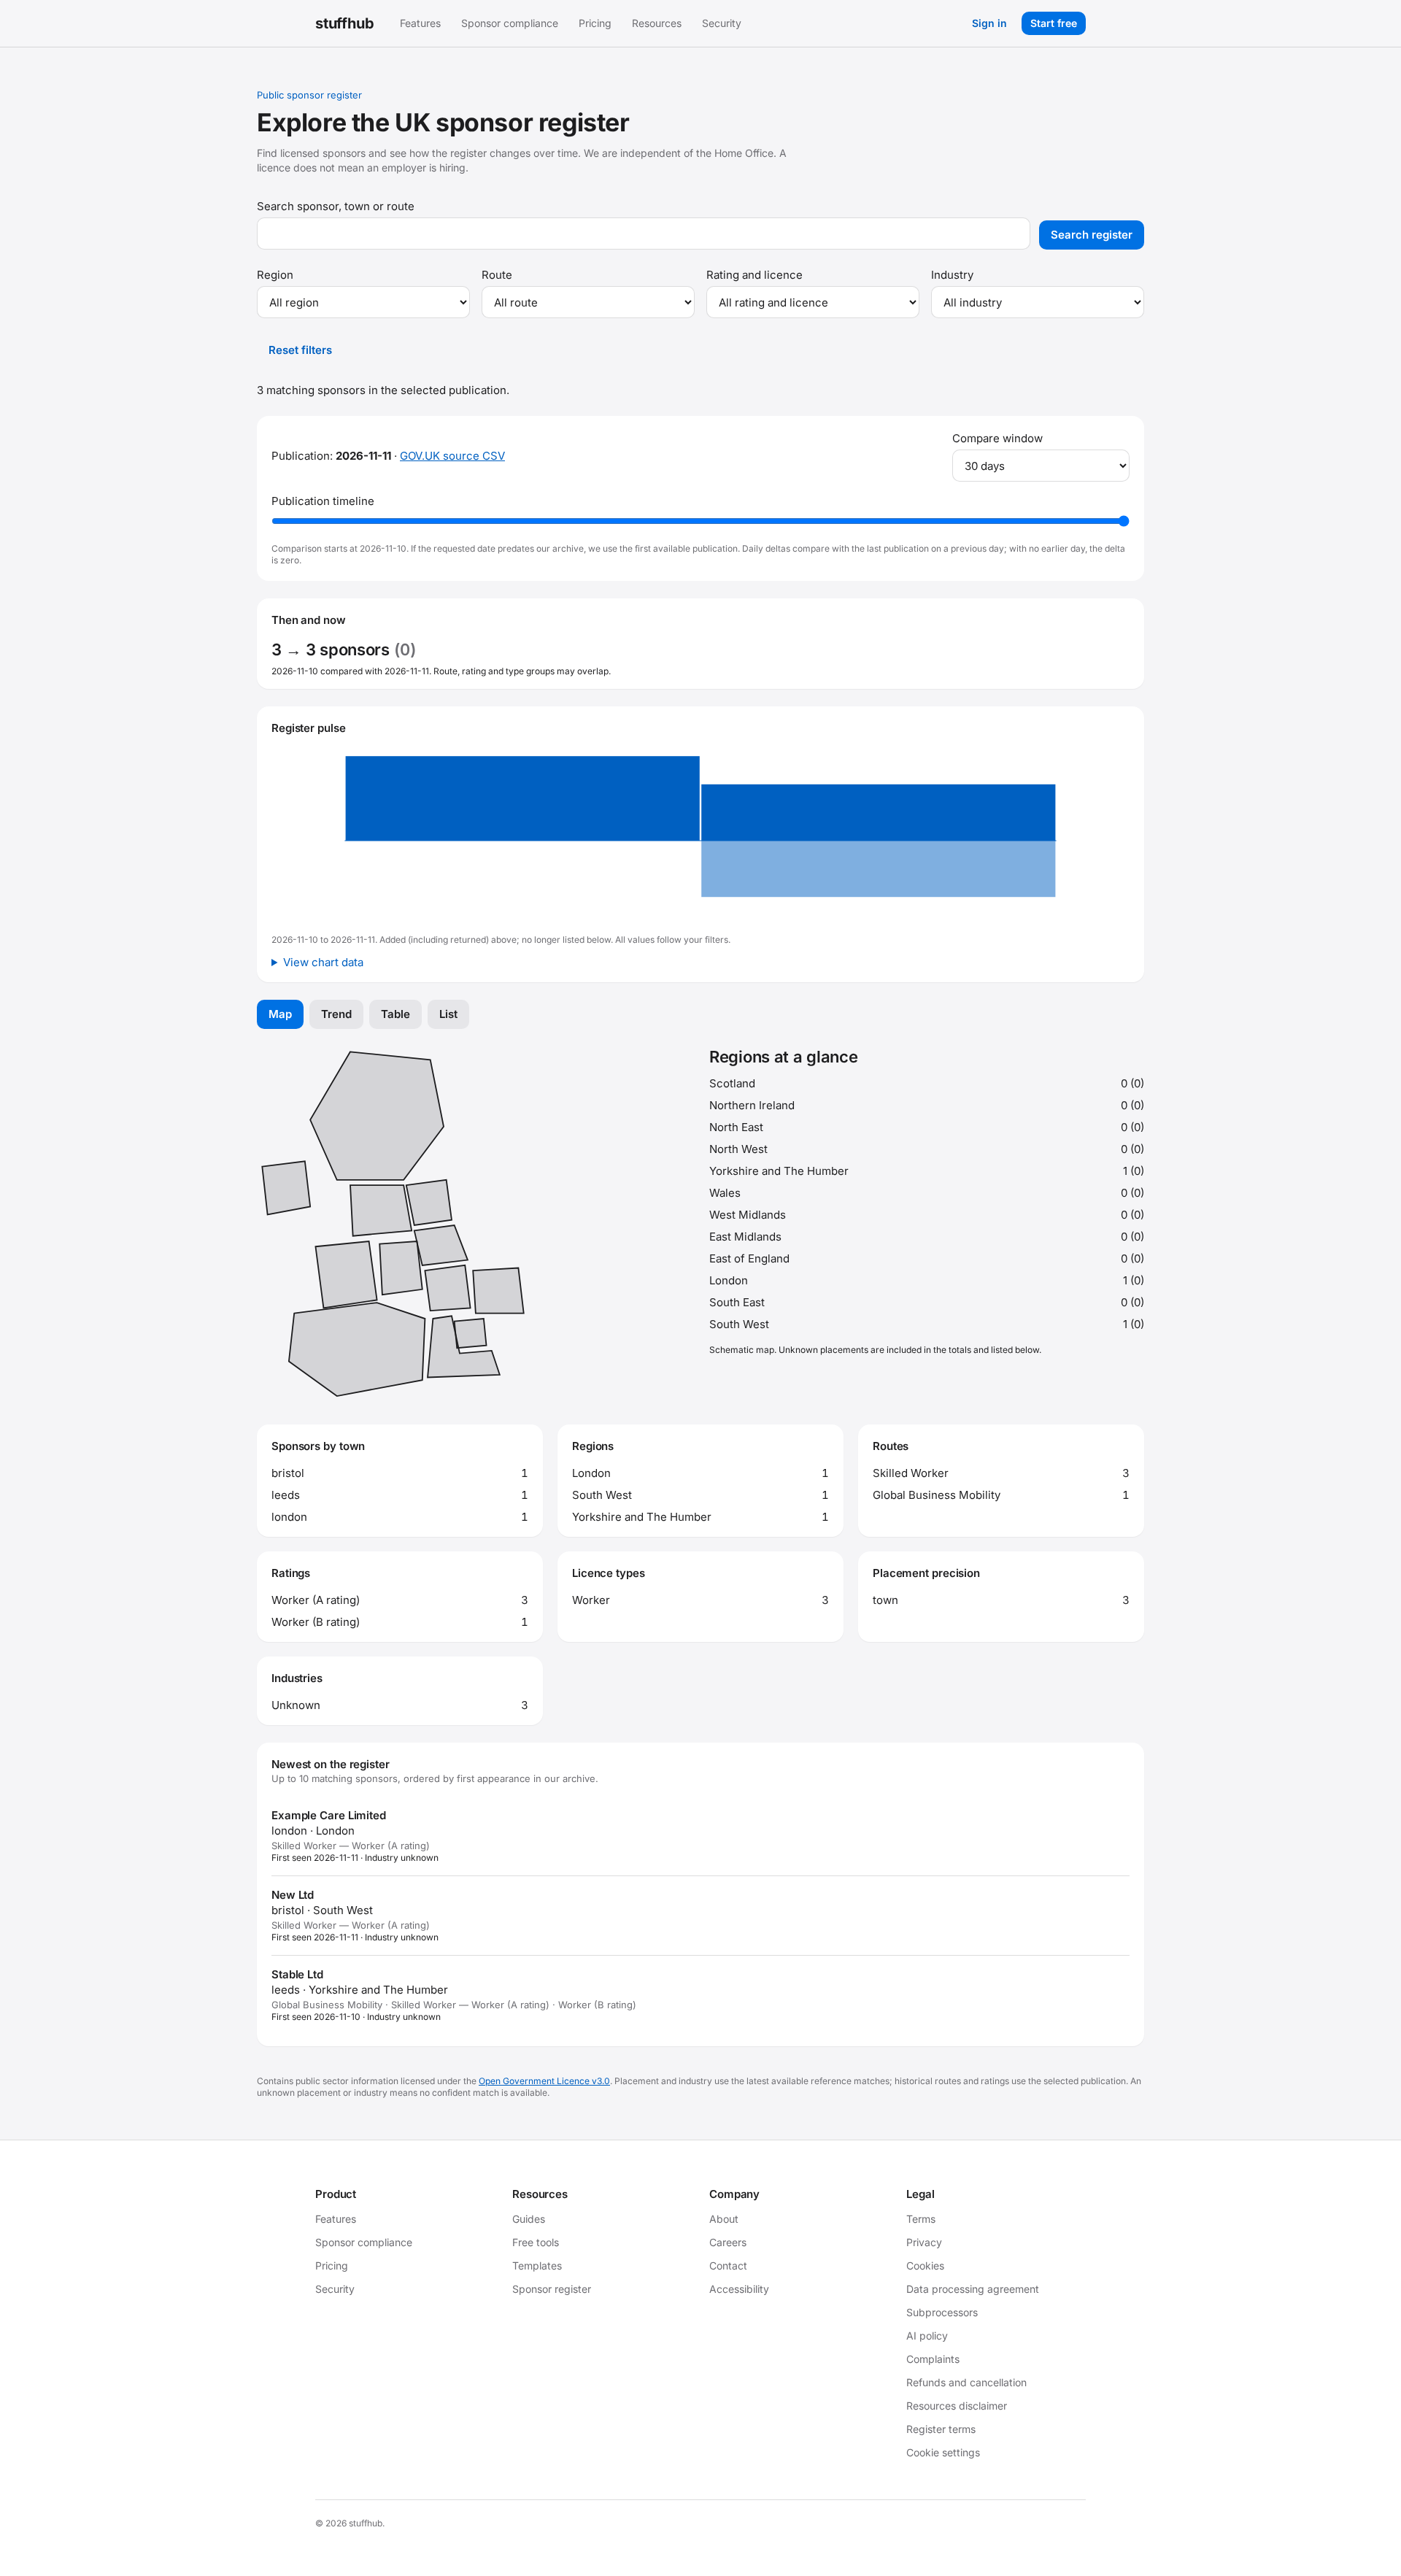 stuffhub
Features
Sponsor compliance
Pricing
Resources
Security
Sign in
Start free
Public sponsor register
Explore the UK sponsor register
Find licensed sponsors and see how the register changes over time. We are independent of the Home Office. A
licence does not mean an employer is hiring.
Search sponsor, town or route
Search register
Region
Route
Rating and licence
Industry
All region
All route
All rating and licence
All industry
Reset filters
3 matching sponsors in the selected publication.
Compare window
Publication: 2026-11-11 · GOV.UK source CSV
30 days
Publication timeline
Comparison starts at 2026-11-10. If the requested date predates our archive, we use the first available publication. Daily deltas compare with the last publication on a previous day; with no earlier day, the delta
is zero.
Then and now
3 → 3 sponsors (0)
2026-11-10 compared with 2026-11-11. Route, rating and type groups may overlap.
Register pulse
2026-11-10 to 2026-11-11. Added (including returned) above; no longer listed below. All values follow your filters.
View chart data
Map
Trend
Table
List
Regions at a glance
Scotland 0 (0)
Northern Ireland 0 (0)
North East 0 (0)
North West 0 (0)
Yorkshire and The Humber 1 (0)
Wales 0 (0)
West Midlands 0 (0)
East Midlands 0 (0)
East of England 0 (0)
London 1 (0)
South East 0 (0)
South West 1 (0)
Schematic map. Unknown placements are included in the totals and listed below.
Sponsors by town
bristol 1
leeds 1
london 1
Regions
London 1
South West 1
Yorkshire and The Humber 1
Routes
Skilled Worker 3
Global Business Mobility 1
Ratings
Worker (A rating) 3
Worker (B rating) 1
Licence types
Worker 3
Placement precision
town 3
Industries
Unknown 3
Newest on the register
Up to 10 matching sponsors, ordered by first appearance in our archive.
Example Care Limited
london · London
Skilled Worker — Worker (A rating)
First seen 2026-11-11 · Industry unknown
New Ltd
bristol · South West
Skilled Worker — Worker (A rating)
First seen 2026-11-11 · Industry unknown
Stable Ltd
leeds · Yorkshire and The Humber
Global Business Mobility · Skilled Worker — Worker (A rating) · Worker (B rating)
First seen 2026-11-10 · Industry unknown
Contains public sector information licensed under the Open Government Licence v3.0. Placement and industry use the latest available reference matches; historical routes and ratings use the selected publication. An
unknown placement or industry means no confident match is available.
Product
Features
Sponsor compliance
Pricing
Security
Resources
Guides
Free tools
Templates
Sponsor register
Company
About
Careers
Contact
Accessibility
Legal
Terms
Privacy
Cookies
Data processing agreement
Subprocessors
AI policy
Complaints
Refunds and cancellation
Resources disclaimer
Register terms
Cookie settings
© 2026 stuffhub.